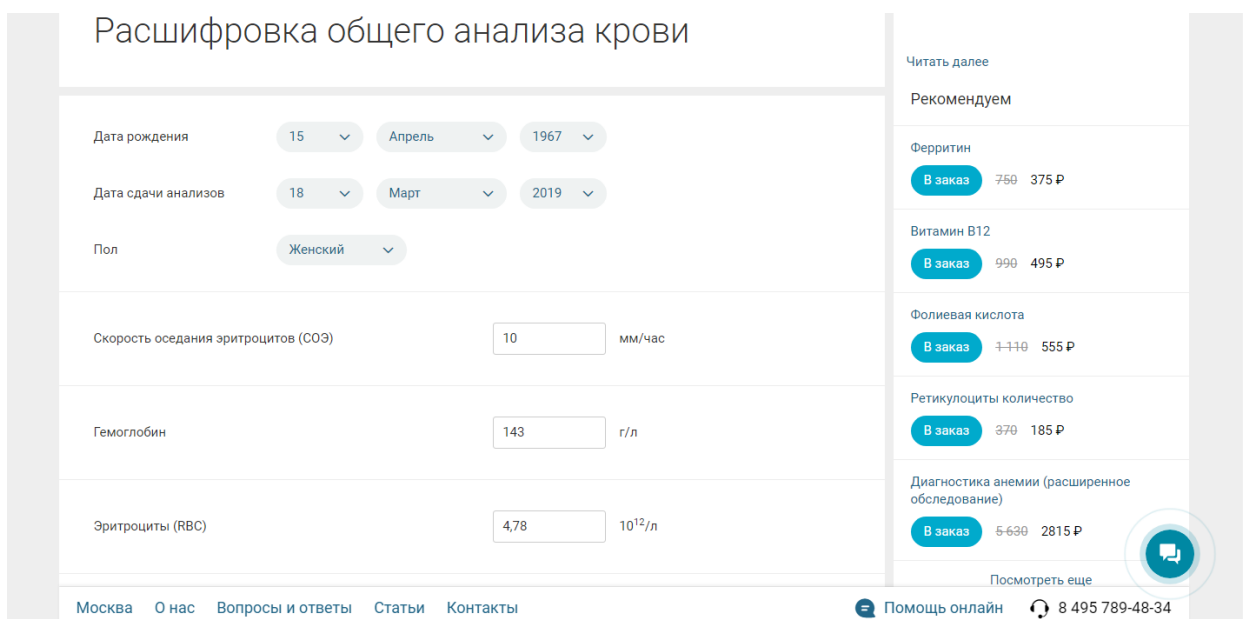 Расшифровка общего анализа крови
Дата рождения 15 Апрель 1967
Дата сдачи анализов 18 Март 2019
Пол Женский
Скорость оседания эритроцитов (СОЭ) 10 мм/час
Гемоглобин 143 г/л
Эритроциты (RBC) 4,78 10¹²/л
Читать далее
Рекомендуем
Ферритин
В заказ 750 375 ₽
Витамин В12
В заказ 990 495 ₽
Фолиевая кислота
В заказ 1 110 555 ₽
Ретикулоциты количество
В заказ 370 185 ₽
Диагностика анемии (расширенное
обследование)
В заказ 5 630 2815 ₽
Посмотреть еще
Москва О нас Вопросы и ответы Статьи Контакты Помощь онлайн 8 495 789-48-34